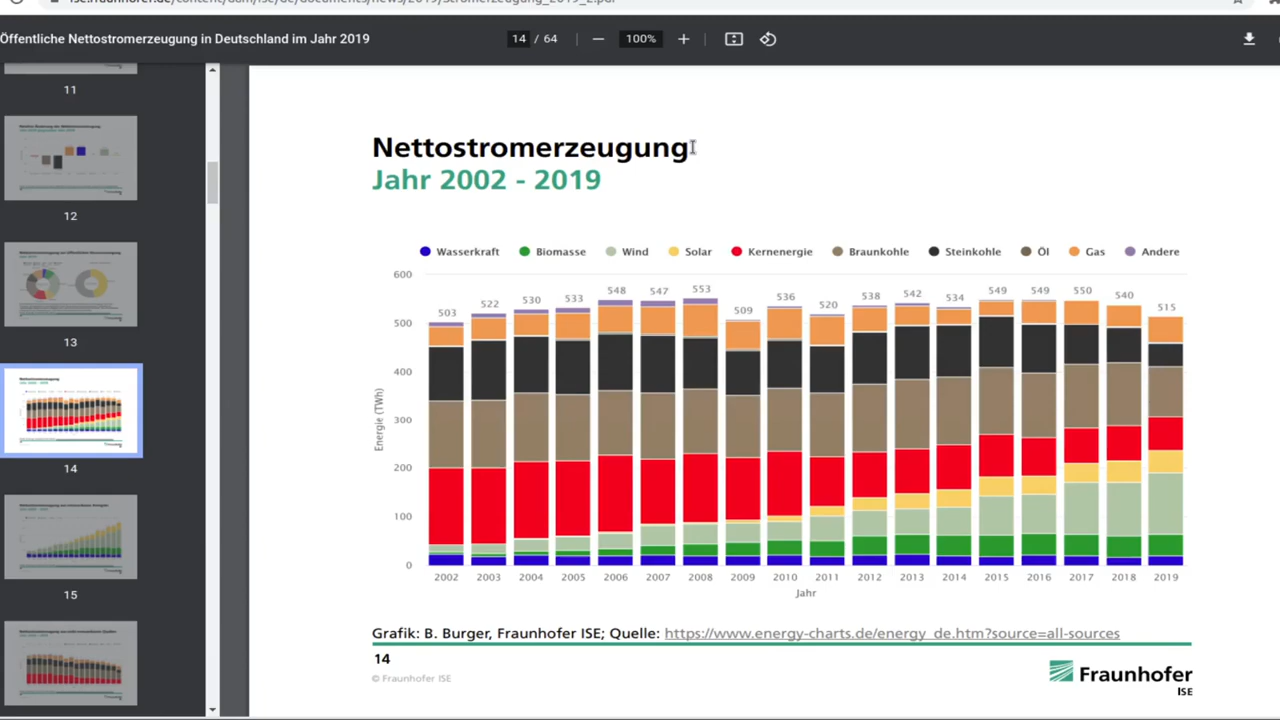 Öffentliche Nettostromerzeugung in Deutschland im Jahr 2019
14 / 64
100%
11
12
13
14
15
Nettostromerzeugung
Jahr 2002 - 2019
Wasserkraft Biomasse Wind Solar Kernenergie Braunkohle Steinkohle Öl Gas Andere
Energie (TWh)
600
500
400
300
200
100
0
503 522 530 533 548 547 553 509 536 520 538 542 534 549 549 550 540 515
2002 2003 2004 2005 2006 2007 2008 2009 2010 2011 2012 2013 2014 2015 2016 2017 2018 2019
Jahr
Grafik: B. Burger, Fraunhofer ISE; Quelle: https://www.energy-charts.de/energy_de.htm?source=all-sources
14
© Fraunhofer ISE
Fraunhofer
ISE